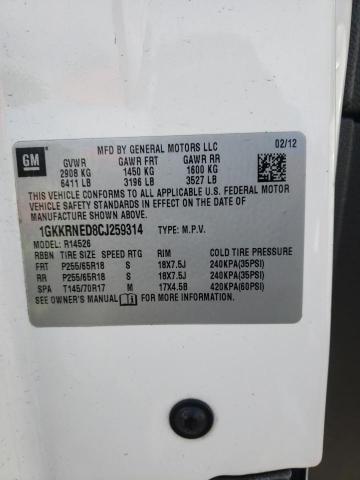 GM
MFD BY GENERAL MOTORS LLC 02/12
GVWR GAWR FRT GAWR RR
2908 KG 1450 KG 1600 KG
6411 LB 3196 LB 3527 LB
THIS VEHICLE CONFORMS TO ALL APPLICABLE U.S. FEDERAL MOTOR
VEHICLE SAFETY STANDARDS IN EFFECT ON THE DATE OF
MANUFACTURE SHOWN ABOVE.
1GKKRNED8CJ259314 TYPE: M.P.V.
MODEL: R14526
RBBN TIRE SIZE SPEED RTG RIM COLD TIRE PRESSURE
FRT P255/65R18 S 18X7.5J 240KPA(35PSI)
RR P255/65R18 S 18X7.5J 240KPA(35PSI)
SPA T145/70R17 M 17X4.5B 420KPA(60PSI)
SEE OWNER'S MANUAL FOR MORE INFORMATION.